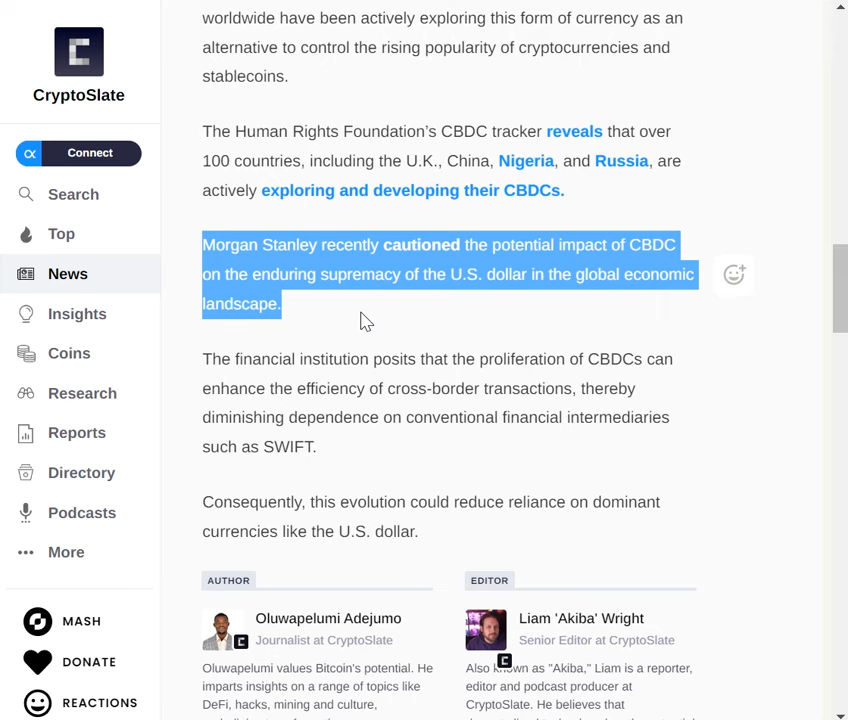 CryptoSlate
Connect
Search
Top
News
Insights
Coins
Research
Reports
Directory
Podcasts
More
MASH
DONATE
REACTIONS
worldwide have been actively exploring this form of currency as an
alternative to control the rising popularity of cryptocurrencies and
stablecoins.
The Human Rights Foundation's CBDC tracker reveals that over
100 countries, including the U.K., China, Nigeria, and Russia, are
actively exploring and developing their CBDCs.
Morgan Stanley recently cautioned the potential impact of CBDC
on the enduring supremacy of the U.S. dollar in the global economic
landscape.
The financial institution posits that the proliferation of CBDCs can
enhance the efficiency of cross-border transactions, thereby
diminishing dependence on conventional financial intermediaries
such as SWIFT.
Consequently, this evolution could reduce reliance on dominant
currencies like the U.S. dollar.
AUTHOR
Oluwapelumi Adejumo
Journalist at CryptoSlate
Oluwapelumi values Bitcoin's potential. He
imparts insights on a range of topics like
DeFi, hacks, mining and culture,
EDITOR
Liam 'Akiba' Wright
Senior Editor at CryptoSlate
Also known as "Akiba," Liam is a reporter,
editor and podcast producer at
CryptoSlate. He believes that